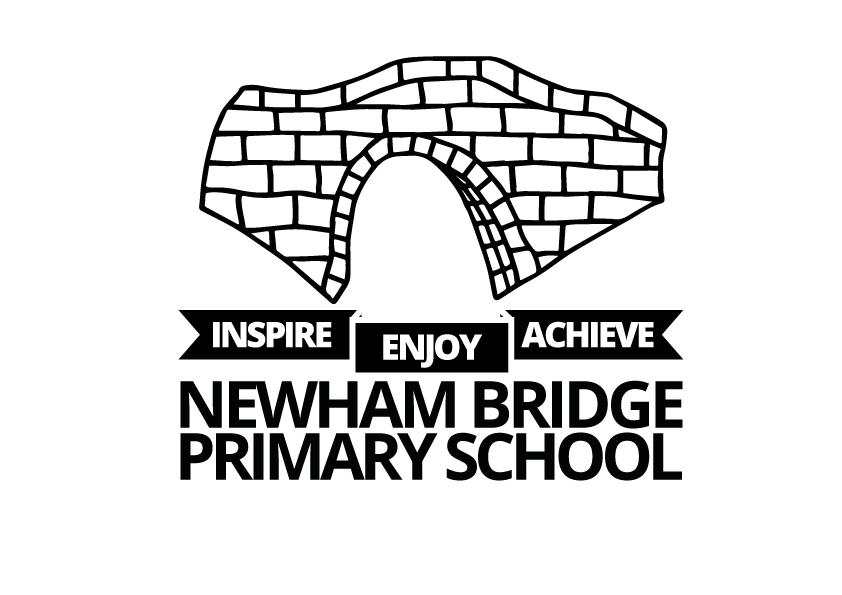 INSPIRE ENJOY ACHIEVE
NEWHAM BRIDGE
PRIMARY SCHOOL